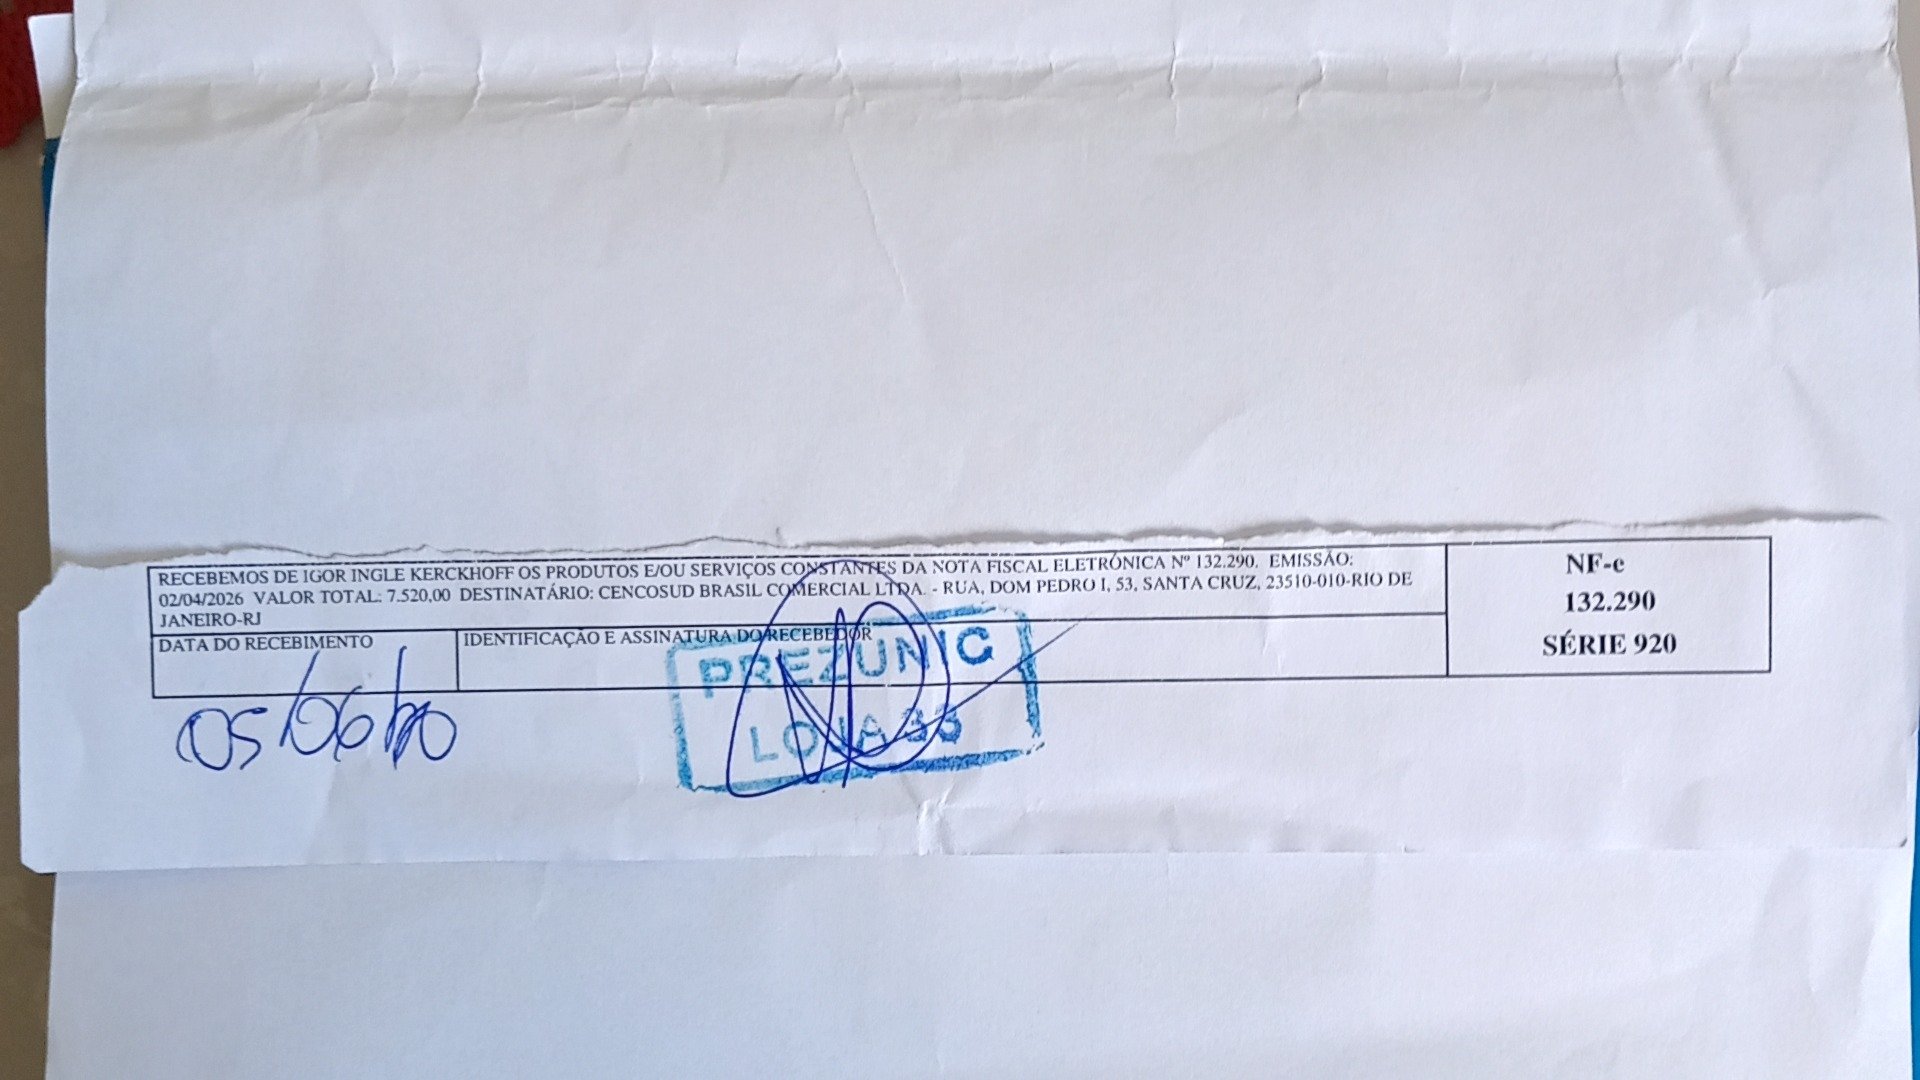 RECEBEMOS DE IGOR INGLE KERCKHOFF OS PRODUTOS E/OU SERVIÇOS CONSTANTES DA NOTA FISCAL ELETRÔNICA Nº 132.290, EMISSÃO:
02/04/2026 VALOR TOTAL: 7.520,00 DESTINATÁRIO: CENCOSUD BRASIL COMERCIAL LTDA. - RUA, DOM PEDRO I, 53, SANTA CRUZ, 23510-010-RIO DE
JANEIRO-RJ
DATA DO RECEBIMENTO
IDENTIFICAÇÃO E ASSINATURA DO RECEBEDOR
NF-e
132.290
SÉRIE 920
PREZUNIC
LOJA